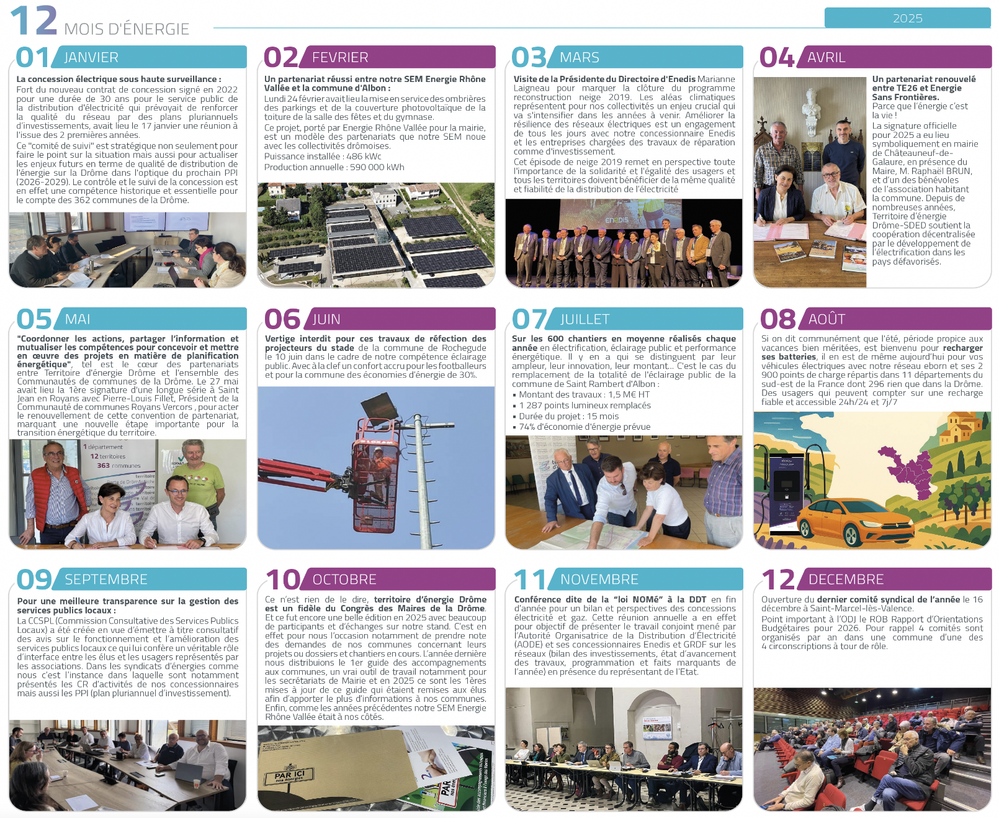 12 MOIS D'ÉNERGIE
2025
01 JANVIER
La concession électrique sous haute surveillance :
Fort du nouveau contrat de concession signé en 2022
pour une durée de 30 ans pour le service public de
la distribution d'électricité qui prévoyait de renforcer
la qualité du réseau par des plans pluriannuels
d’investissements, avait lieu le 17 janvier une réunion à
l'issue des 2 premières années.
Ce "comité de suivi" est stratégique non seulement pour
faire le point sur la situation mais aussi pour actualiser
les enjeux futurs en terme de qualité de distribution de
l'énergie sur la Drôme dans l'optique du prochain PPI
(2026-2029). Le contrôle et le suivi de la concession est
en effet une compétence historique et essentielle pour
le compte des 362 communes de la Drôme.
02 FEVRIER
Un partenariat réussi entre notre SEM Energie Rhône
Vallée et la commune d'Albon :
Lundi 24 février avait lieu la mise en service des ombrières
des parkings et de la couverture photovoltaïque de la
toiture de la salle des fêtes et du gymnase.
Ce projet, porté par Energie Rhône Vallée pour la mairie,
est un modèle des partenariats que notre SEM noue
avec les collectivités drômoises.
Puissance installée : 486 kWc
Production annuelle : 590 000 kWh
03 MARS
Visite de la Présidente du Directoire d'Enedis Marianne
Laigneau pour marquer la clôture du programme
reconstruction neige 2019. Les aléas climatiques
représentent pour nos collectivités un enjeu crucial qui
va s'intensifier dans les années à venir. Améliorer la
résilience des réseaux électriques est un engagement
de tous les jours avec notre concessionnaire Enedis
et les entreprises chargées des travaux de réparation
comme d'investissement.
Cet épisode de neige 2019 remet en perspective toute
l'importance de la solidarité et l'égalité des usagers et
tous les territoires doivent bénéficier de la même qualité
et fiabilité de la distribution de l’électricité
ENEDIS
04 AVRIL
Un partenariat renouvelé
entre TE26 et Energie
Sans Frontières.
Parce que l’énergie c’est
la vie !
La signature officielle
pour 2025 a eu lieu
symboliquement en mairie
de Châteauneuf-de-
Galaure, en présence du
Maire, M. Raphaël BRUN,
et d’un des bénévoles
de l’association habitant
la commune. Depuis de
nombreuses années,
Territoire d’énergie
Drôme-SDED soutient la
coopération décentralisée
par le développement de
l’électrification dans les
pays défavorisés.
05 MAI
"Coordonner les actions, partager l’information et
mutualiser les compétences pour concevoir et mettre
en œuvre des projets en matière de planification
énergétique", tel est le cœur des partenariats
entre Territoire d'énergie Drôme et l'ensemble des
Communautés de communes de la Drôme. Le 27 mai
avait lieu la 1ère signature d'une longue série à Saint
Jean en Royans avec Pierre-Louis Fillet, Président de la
Communauté de communes Royans Vercors , pour acter
le renouvellement de cette convention de partenariat,
marquant une nouvelle étape importante pour la
transition énergétique du territoire.
1 département
12 territoires
363 communes
territoire
Porte de DrômArdèche
06 JUIN
Vertige interdit pour ces travaux de réfection des
projecteurs du stade de la commune de Rochegude
le 10 juin dans le cadre de notre compétence éclairage
public. Avec à la clef un confort accru pour les footballeurs
et pour la commune des économies d’énergie de 30%.
LOXAM
07 JUILLET
Sur les 600 chantiers en moyenne réalisés chaque
année en électrification, éclairage public et performance
énergétique. Il y en a qui se distinguent par leur
ampleur, leur innovation, leur montant... C'est le cas du
remplacement de la totalité de l'éclairage public de la
commune de Saint Rambert d'Albon :
▪ Montant des travaux : 1,5 M€ HT
▪ 1 287 points lumineux remplacés
▪ Durée du projet : 15 mois
▪ 74% d'économie d'énergie prévue
08 AOÛT
Si on dit communément que l'été, période propice aux
vacances bien méritées, est bienvenu pour recharger
ses batteries, il en est de même aujourd’hui pour vos
véhicules électriques avec notre réseau eborn et ses 2
900 points de charge répartis dans 11 départements du
sud-est de la France dont 296 rien que dans la Drôme.
Des usagers qui peuvent compter sur une recharge
fiable et accessible 24h/24 et 7j/7
09 SEPTEMBRE
Pour une meilleure transparence sur la gestion des
services publics locaux :
La CCSPL (Commission Consultative des Services Publics
Locaux) a été créée en vue d’émettre à titre consultatif
des avis sur le fonctionnement et l’amélioration des
services publics locaux ce qui lui confère un véritable rôle
d’interface entre les élus et les usagers représentés par
les associations. Dans les syndicats d’énergies comme
nous c’est l’instance dans laquelle sont notamment
présentés les CR d’activités de nos concessionnaires
mais aussi les PPI (plan pluriannuel d’investissement).
10 OCTOBRE
Ce n’est rien de le dire, territoire d’énergie Drôme
est un fidèle du Congrès des Maires de la Drôme.
Et ce fut encore une belle édition en 2025 avec beaucoup
de participants et d’échanges sur notre stand. C’est en
effet pour nous l’occasion notamment de prendre note
des demandes de nos communes concernant leurs
projets ou dossiers et chantiers en cours. L’année dernière
nous distribuions le 1er guide des accompagnements
aux communes, un vrai outil de travail notamment pour
les secrétariats de Mairie et en 2025 ce sont les 1ères
mises à jour de ce guide qui étaient remises aux élus
afin d’apporter le plus d’informations à nos communes.
Enfin, comme les années précédentes notre SEM Energie
Rhône Vallée était à nos côtés.
PAR ICI
nos énergies
11 NOVEMBRE
Conférence dite de la “loi NOMé” à la DDT en fin
d’année pour un bilan et perspectives des concessions
électricité et gaz. Cette réunion annuelle a en effet
pour objectif de présenter le travail conjoint mené par
l’Autorité Organisatrice de la Distribution d’Électricité
(AODE) et ses concessionnaires Enedis et GRDF sur les
réseaux (bilan des investissements, état d’avancement
des travaux, programmation et faits marquants de
l’année) en présence du représentant de l’Etat.
12 DECEMBRE
Ouverture du dernier comité syndical de l’année le 16
décembre à Saint-Marcel-lès-Valence.
Point important à l’ODJ le ROB Rapport d’Orientations
Budgétaires pour 2026. Pour rappel 4 comités sont
organisés par an dans une commune d’une des
4 circonscriptions à tour de rôle.